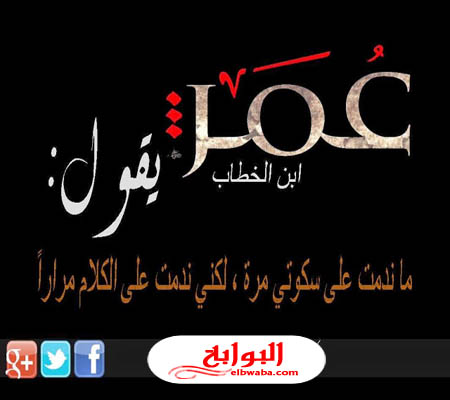 عُمَر
ابن الخطاب
يقول:
ما ندمت على سكوتي مرة ، لكني ندمت على الكلام مراراً
البوابة
elbwaba.com
g+ f